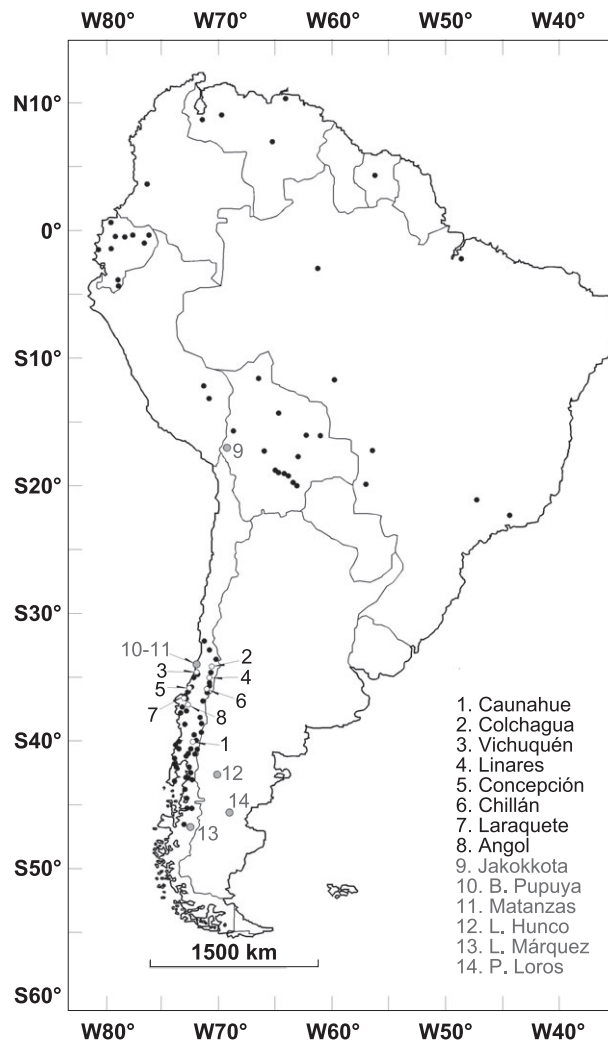 W80° W70° W60° W50° W40°
N10°
0°
S10°
9
S20°
S30°
10-11
2
3
4
5
6
7
8
1. Caunahue
2. Colchagua
3. Vichuquén
S40°
1
4. Linares
5. Concepción
12
6. Chillán
14
7. Laraquete
13
8. Angol
S50°
9. Jakokkota
10. B. Pupuya
11. Matanzas
12. L. Hunco
1500 km
13. L. Márquez
14. P. Loros
S60°
W80° W70° W60° W50° W40°